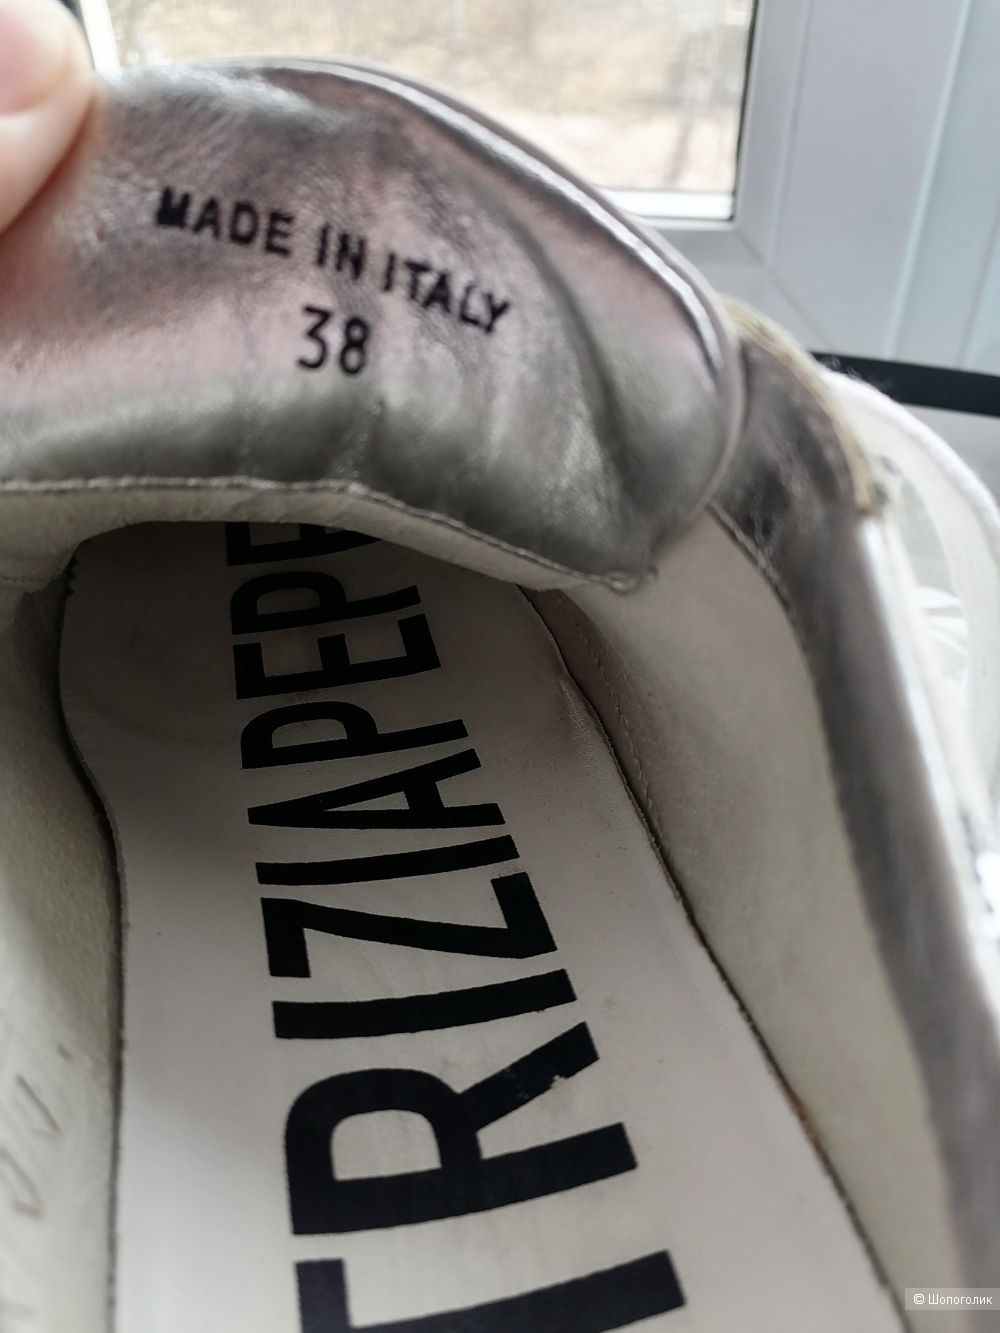 MADE IN ITALY
38
TRIZIAPEPE
© Шопоголик